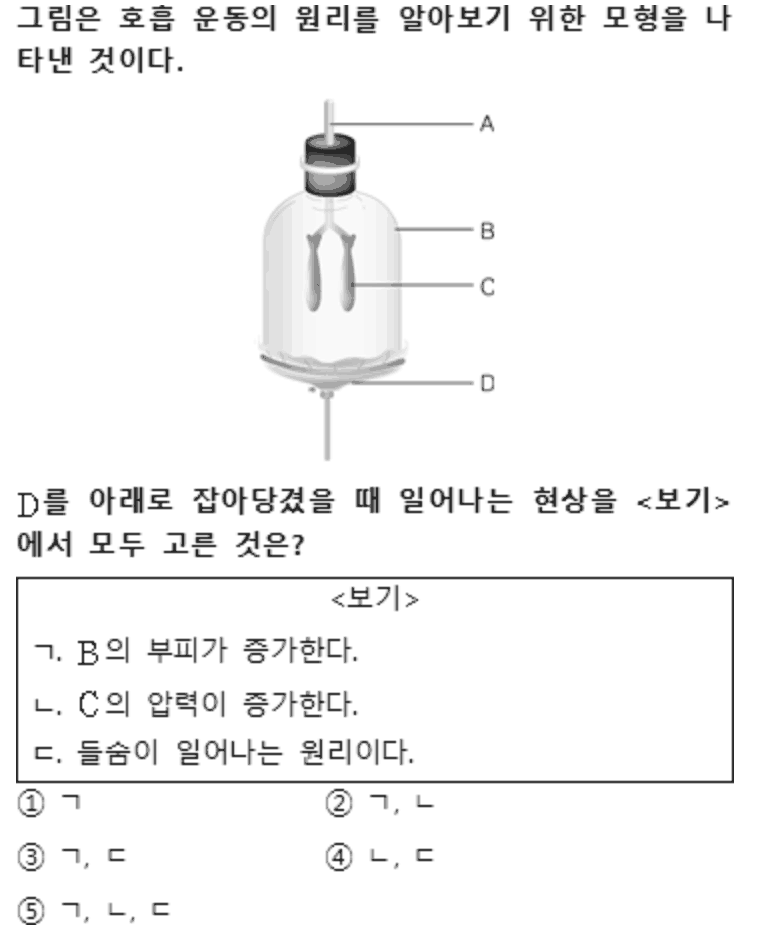 그림은 호흡 운동의 원리를 알아보기 위한 모형을 나
타낸 것이다.
A
B
C
D
D를 아래로 잡아당겼을 때 일어나는 현상을 <보기>
에서 모두 고른 것은?
<보기>
ㄱ. B의 부피가 증가한다.
ㄴ. C의 압력이 증가한다.
ㄷ. 들숨이 일어나는 원리이다.
① ㄱ ② ㄱ, ㄴ
③ ㄱ, ㄷ ④ ㄴ, ㄷ
⑤ ㄱ, ㄴ, ㄷ